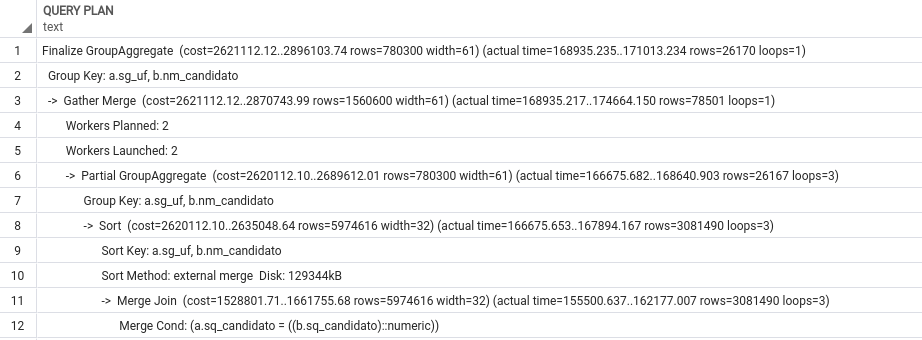 QUERY PLAN
text
1 Finalize GroupAggregate (cost=2621112.12..2896103.74 rows=780300 width=61) (actual time=168935.235..171013.234 rows=26170 loops=1)
2 Group Key: a.sg_uf, b.nm_candidato
3 -> Gather Merge (cost=2621112.12..2870743.99 rows=1560600 width=61) (actual time=168935.217..174664.150 rows=78501 loops=1)
4 Workers Planned: 2
5 Workers Launched: 2
6 -> Partial GroupAggregate (cost=2620112.10..2689612.01 rows=780300 width=61) (actual time=166675.682..168640.903 rows=26167 loops=3)
7 Group Key: a.sg_uf, b.nm_candidato
8 -> Sort (cost=2620112.10..2635048.64 rows=5974616 width=32) (actual time=166675.653..167894.167 rows=3081490 loops=3)
9 Sort Key: a.sg_uf, b.nm_candidato
10 Sort Method: external merge Disk: 129344kB
11 -> Merge Join (cost=1528801.71..1661755.68 rows=5974616 width=32) (actual time=155500.637..162177.007 rows=3081490 loops=3)
12 Merge Cond: (a.sq_candidato = ((b.sq_candidato)::numeric))